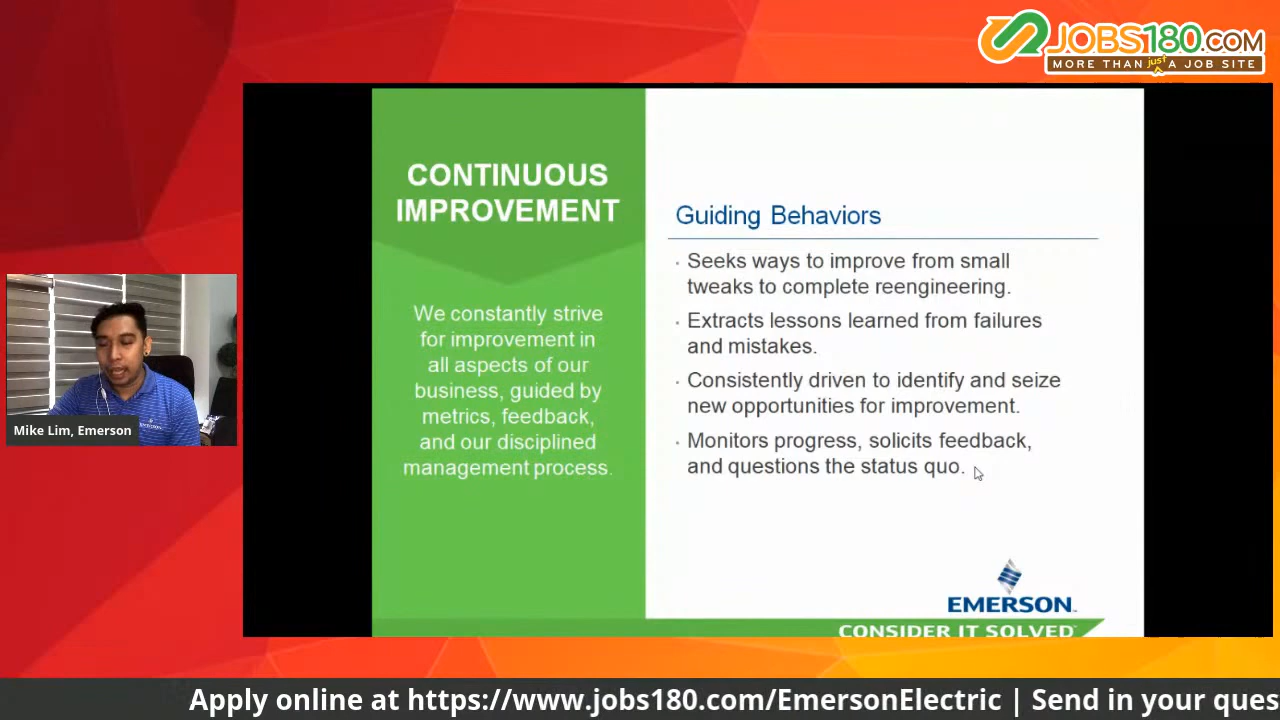 JOBS180.COM
MORE THAN just A JOB SITE
CONTINUOUS
IMPROVEMENT
We constantly strive
for improvement in
all aspects of our
business, guided by
metrics, feedback,
and our disciplined
management process.
Guiding Behaviors
· Seeks ways to improve from small
tweaks to complete reengineering.
· Extracts lessons learned from failures
and mistakes.
· Consistently driven to identify and seize
new opportunities for improvement.
· Monitors progress, solicits feedback,
and questions the status quo.
EMERSON
CONSIDER IT SOLVED™
Mike Lim, Emerson
EMERSON
Apply online at https://www.jobs180.com/EmersonElectric | Send in your ques